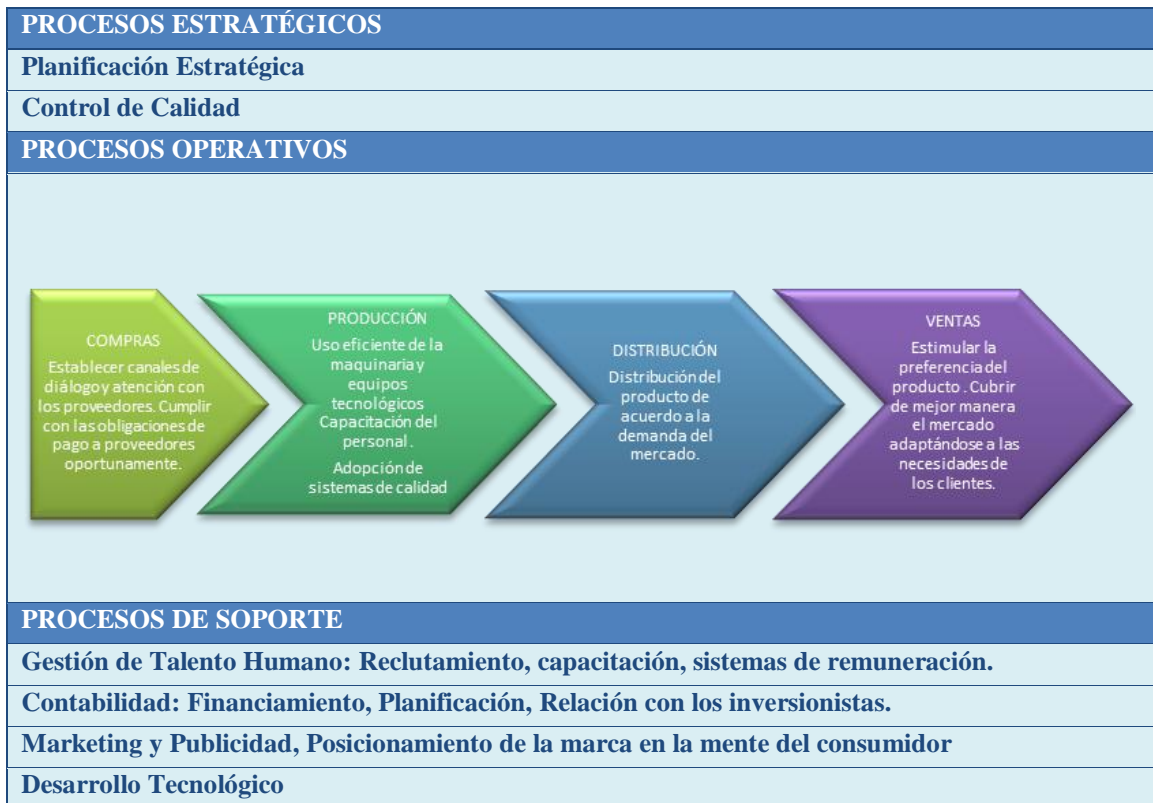 PROCESOS ESTRATÉGICOS
Planificación Estratégica
Control de Calidad
PROCESOS OPERATIVOS
COMPRAS
Establecer canales de
diálogo y atención con
los proveedores. Cumplir
con las obligaciones de
pago a proveedores
oportunamente.
PRODUCCIÓN
Uso eficiente de la
maquinaria y
equipos
tecnológicos
Capacitación del
personal.
Adopción de
sistemas de calidad
DISTRIBUCIÓN
Distribución del
producto de
acuerdo a la
demanda del
mercado.
VENTAS
Estimular la
preferencia del
producto. Cubrir
de mejor manera
el mercado
adaptándose a las
necesidades de
los clientes.
PROCESOS DE SOPORTE
Gestión de Talento Humano: Reclutamiento, capacitación, sistemas de remuneración.
Contabilidad: Financiamiento, Planificación, Relación con los inversionistas.
Marketing y Publicidad, Posicionamiento de la marca en la mente del consumidor
Desarrollo Tecnológico